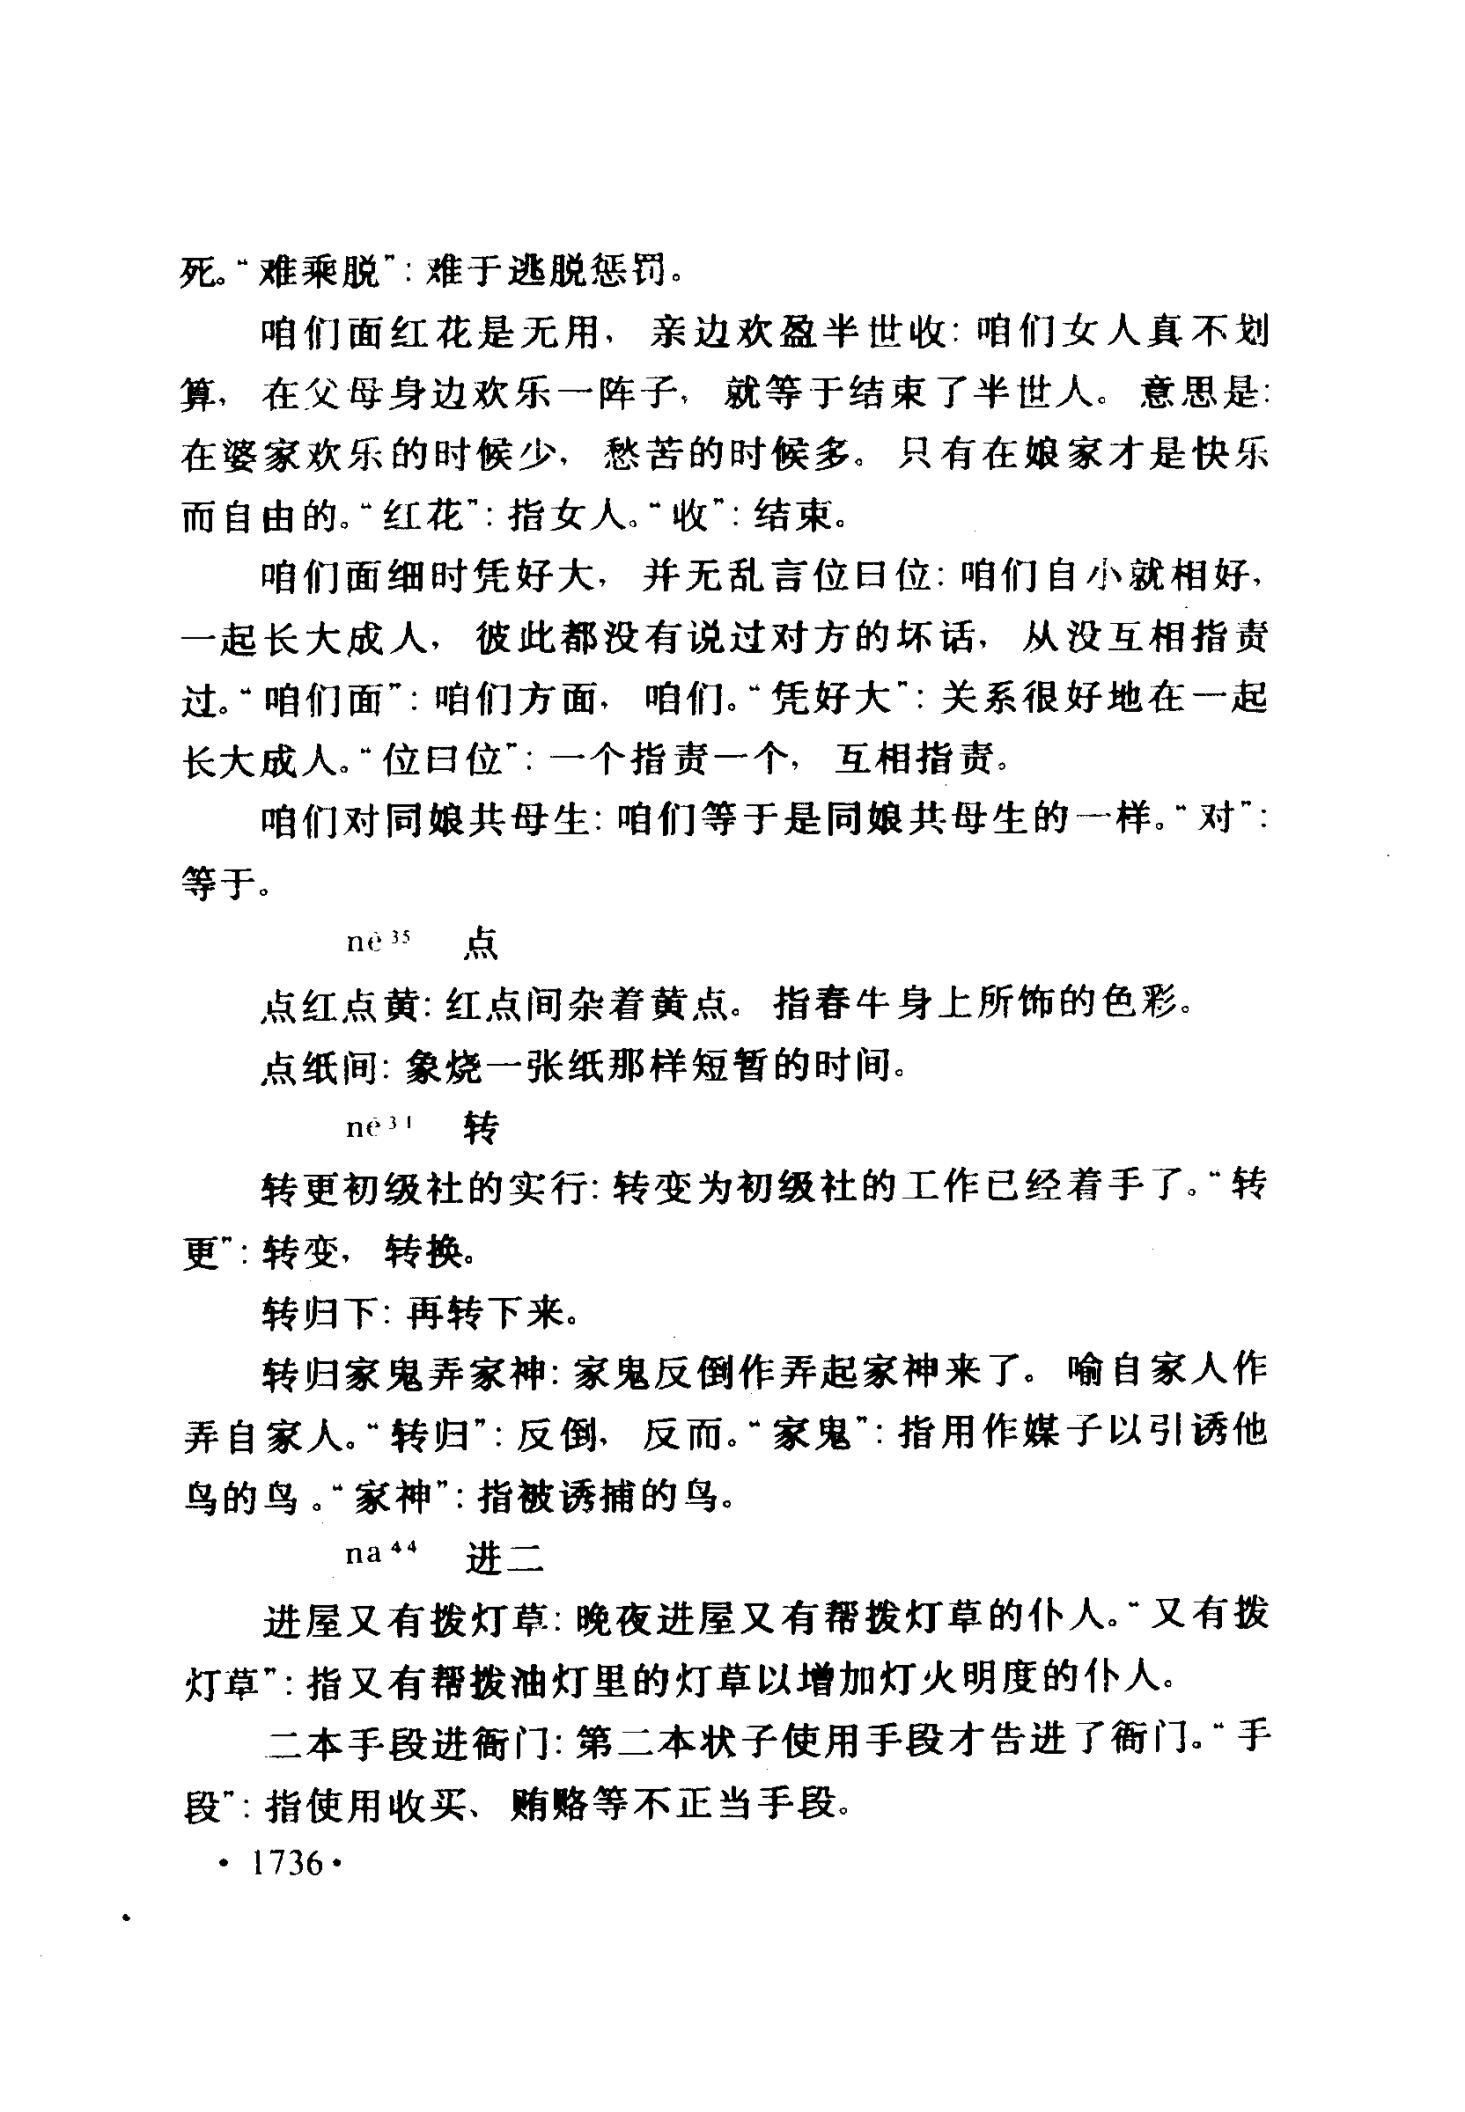 死。“难乘脱”：难于逃脱惩罚。
咱们面红花是无用，亲边欢盈半世收：咱们女人真不划
算，在父母身边欢乐一阵子，就等于结束了半世人。意思是：
在婆家欢乐的时候少，愁苦的时候多。只有在娘家才是快乐
而自由的。“红花”：指女人。“收”：结束。
咱们面细时凭好大，并无乱言位曰位：咱们自小就相好，
一起长大成人，彼此都没有说过对方的坏话，从没互相指责
过。“咱们面”：咱们方面，咱们。“凭好大”：关系很好地在一起
长大成人。“位曰位”：一个指责一个，互相指责。
咱们对同娘共母生：咱们等于是同娘共母生的一样。“对”：
等于。
nė³⁵ 点
点红点黄：红点间杂着黄点。指春牛身上所饰的色彩。
点纸间：象烧一张纸那样短暂的时间。
nė³¹ 转
转更初级社的实行：转变为初级社的工作已经着手了。“转
更”：转变，转换。
转归下：再转下来。
转归家鬼弄家神：家鬼反倒作弄起家神来了。喻自家人作
弄自家人。“转归”：反倒，反而。“家鬼”：指用作媒子以引诱他
鸟的鸟。“家神”：指被诱捕的鸟。
na⁴⁴ 进二
进屋又有拨灯草：晚夜进屋又有帮拨灯草的仆人。“又有拨
灯草”：指又有帮拨油灯里的灯草以增加灯火明度的仆人。
二本手段进衙门：第二本状子使用手段才告进了衙门。“手
段”：指使用收买、贿赂等不正当手段。
·1736·